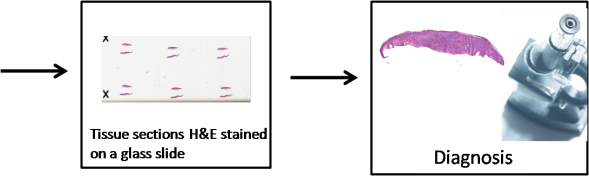 Tissue sections H&E stained
on a glass slide
Diagnosis